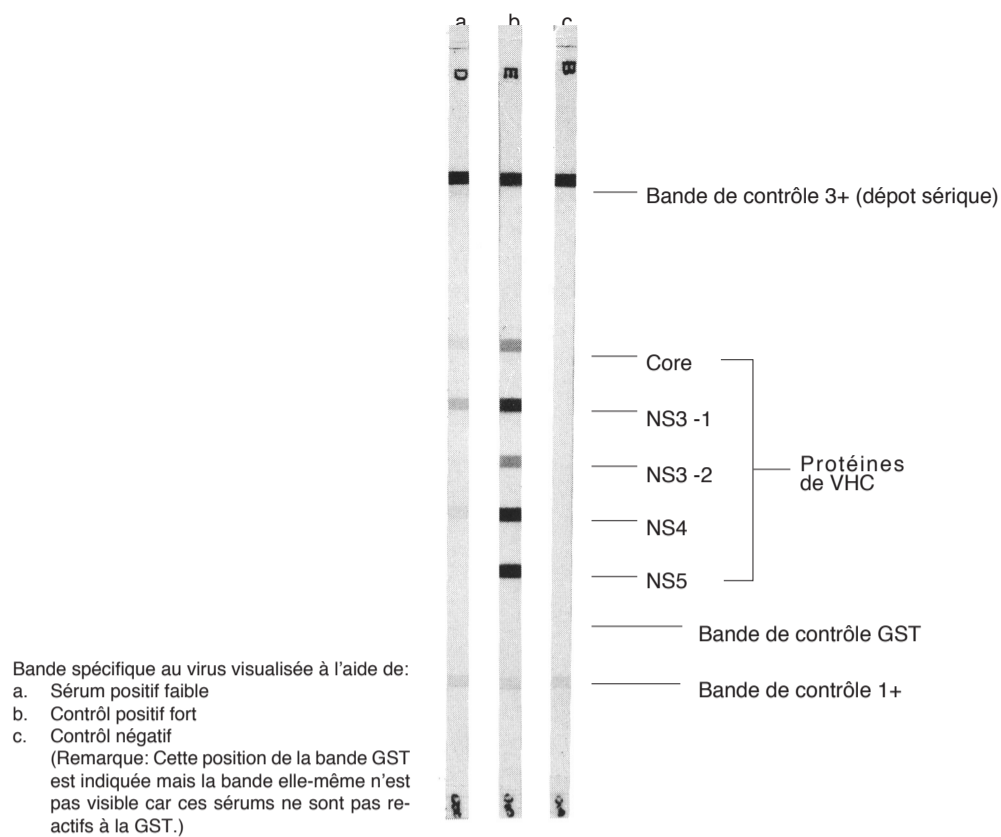 a b c
D E B
Bande de contrôle 3+ (dépot sérique)
Core
NS3 -1
NS3 -2
Protéines
de VHC
NS4
NS5
Bande de contrôle GST
Bande de contrôle 1+
Bande spécifique au virus visualisée à l'aide de:
a. Sérum positif faible
b. Contrôl positif fort
c. Contrôl négatif
(Remarque: Cette position de la bande GST
est indiquée mais la bande elle-même n'est
pas visible car ces sérums ne sont pas re-
actifs à la GST.)